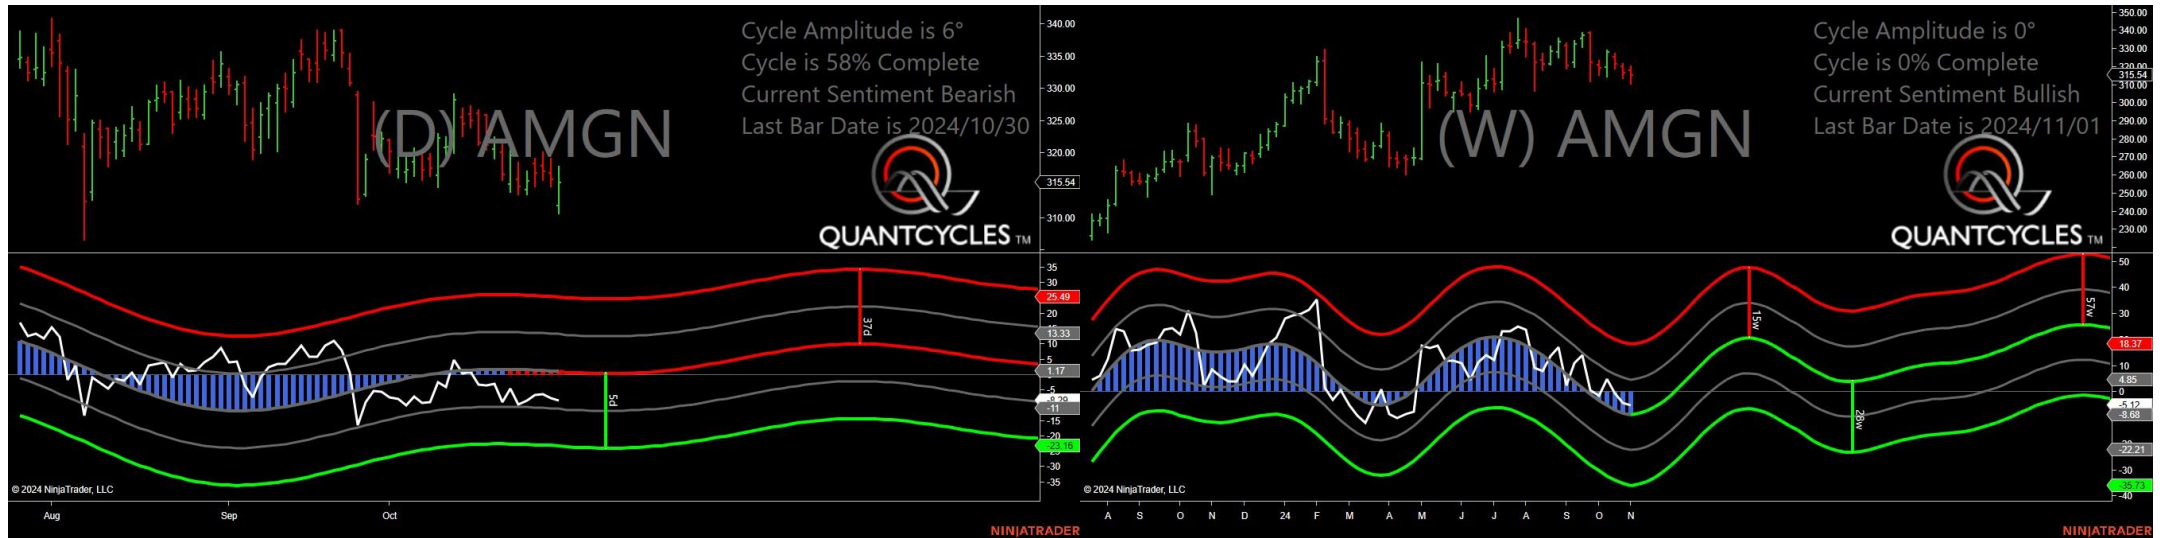 Cycle Amplitude is 6°
Cycle is 58% Complete
Current Sentiment Bearish
Last Bar Date is 2024/10/30
(D) AMGN
QUANTCYCLES TM
340.00
335.00
330.00
325.00
320.00
315.54
310.00
35
30
25.49
20
13.33
10
5
1.17
-5
-8.29
-11
-15
-20
-23.16
-30
-35
37d
5d
© 2024 NinjaTrader, LLC
Aug Sep Oct
NINJATRADER
Cycle Amplitude is 0°
Cycle is 0% Complete
Current Sentiment Bullish
Last Bar Date is 2024/11/01
(W) AMGN
QUANTCYCLES TM
350.00
340.00
330.00
320.00
315.54
310.00
300.00
290.00
280.00
270.00
260.00
250.00
240.00
230.00
50
40
30
18.37
10
4.85
0
-5.12
-8.68
-22.21
-30
-35.73
-40
15w
28w
57w
© 2024 NinjaTrader, LLC
A S O N D 24 F M A M J J A S O N
NINJATRADER